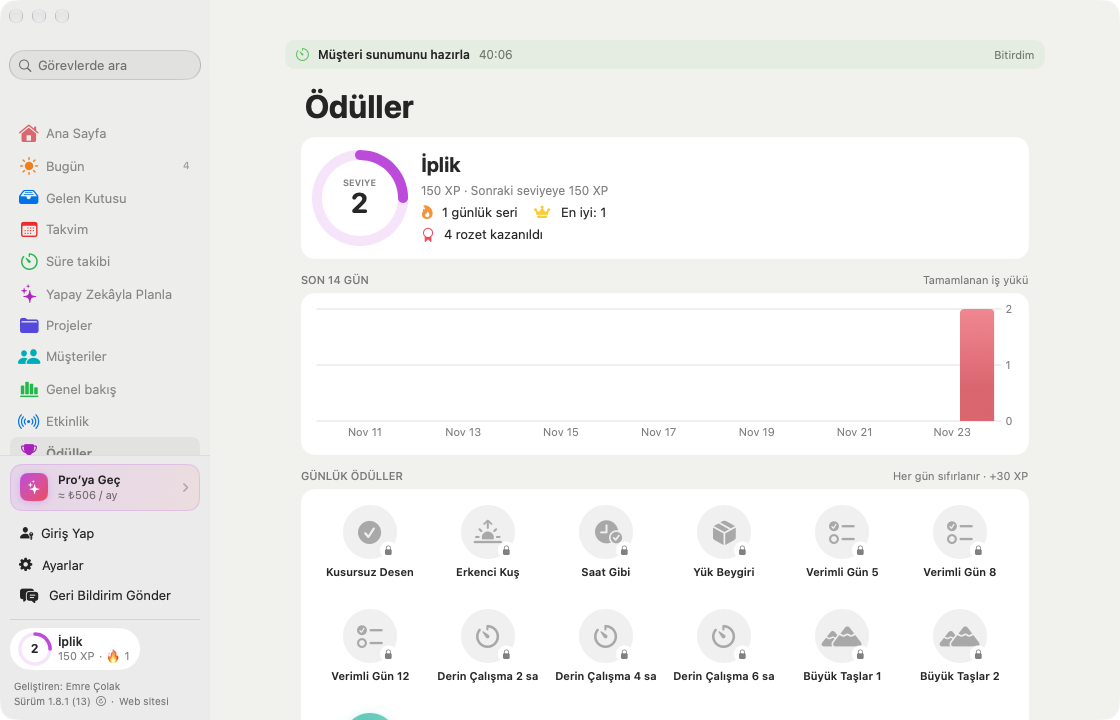 Görevlerde ara
Ana Sayfa
Bugün 4
Gelen Kutusu
Takvim
Süre takibi
Yapay Zekâyla Planla
Projeler
Müşteriler
Genel bakış
Etkinlik
Ödüller
Pro’ya Geç
≈ ₺506 / ay
Giriş Yap
Ayarlar
Geri Bildirim Gönder
2
İplik
150 XP · 🔥 1
Geliştiren: Emre Çolak
Sürüm 1.8.1 (13) · Web sitesi
Müşteri sunumunu hazırla 40:06 Bitirdim
Ödüller
SEVİYE
2
İplik
150 XP · Sonraki seviyeye 150 XP
1 günlük seri En iyi: 1
4 rozet kazanıldı
SON 14 GÜN Tamamlanan iş yükü
2
1
0
Nov 11 Nov 13 Nov 15 Nov 17 Nov 19 Nov 21 Nov 23
GÜNLÜK ÖDÜLLER Her gün sıfırlanır · +30 XP
Kusursuz Desen Erkenci Kuş Saat Gibi Yük Beygiri Verimli Gün 5 Verimli Gün 8
Verimli Gün 12 Derin Çalışma 2 sa Derin Çalışma 4 sa Derin Çalışma 6 sa Büyük Taşlar 1 Büyük Taşlar 2